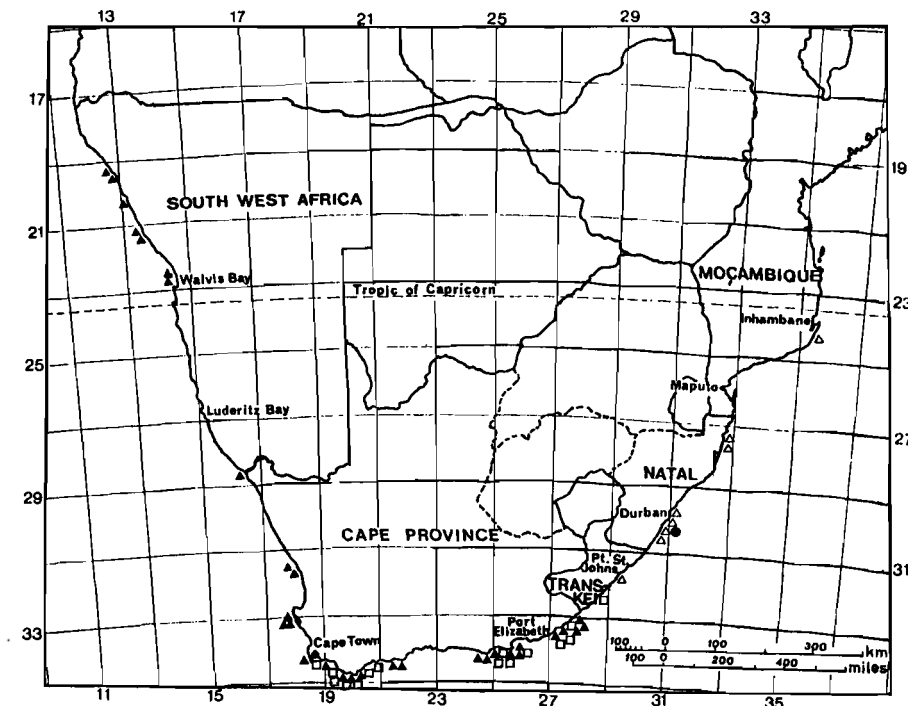 13 17 21 25 29 33
17
19
SOUTH WEST AFRICA
21
Walvis Bay
MOÇAMBIQUE
Tropic of Capricorn
23
Inhambane
25
Maputo
Luderitz Bay
27
NATAL
29
Durban
CAPE PROVINCE
Pt. St.
Johns
31
TRANS
KEI
Port
Elizabeth
33
Cape Town
100 0 100 300 km
100 0 200 400 miles
11 15 19 23 27 31 35